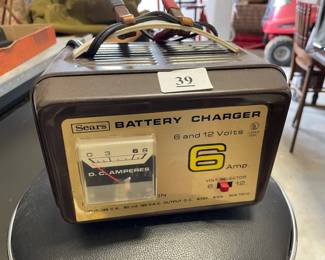 39
Sears BATTERY CHARGER
6 and 12 Volts
6 Amp
0 3 6
D.C. AMPERES
VOLT SELECTOR
6 12